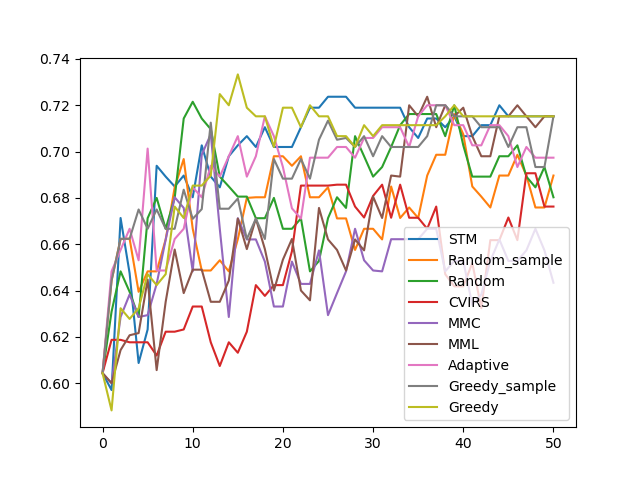 0.74
0.72
0.70
0.68
0.66
0.64
0.62
0.60
0
10
20
30
40
50
STM
Random_sample
Random
CVIRS
MMC
MML
Adaptive
Greedy_sample
Greedy